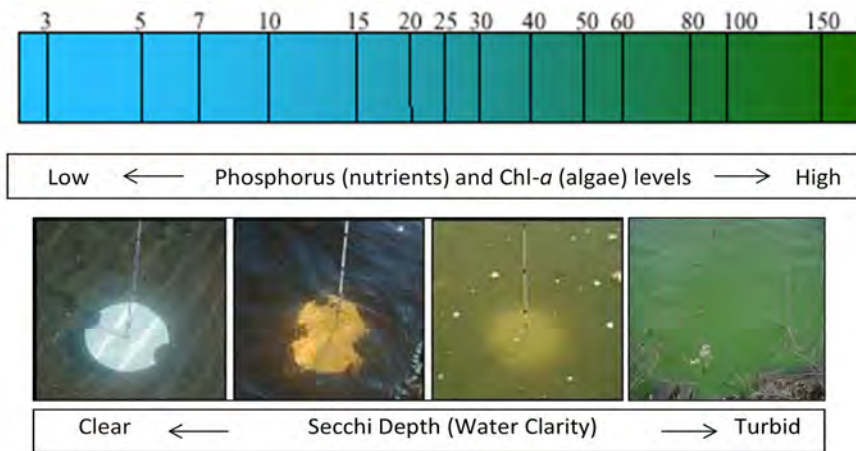 3 5 7 10 15 20 25 30 40 50 60 80 100 150
Low ← Phosphorus (nutrients) and Chl-a (algae) levels → High
Clear ← Secchi Depth (Water Clarity) → Turbid